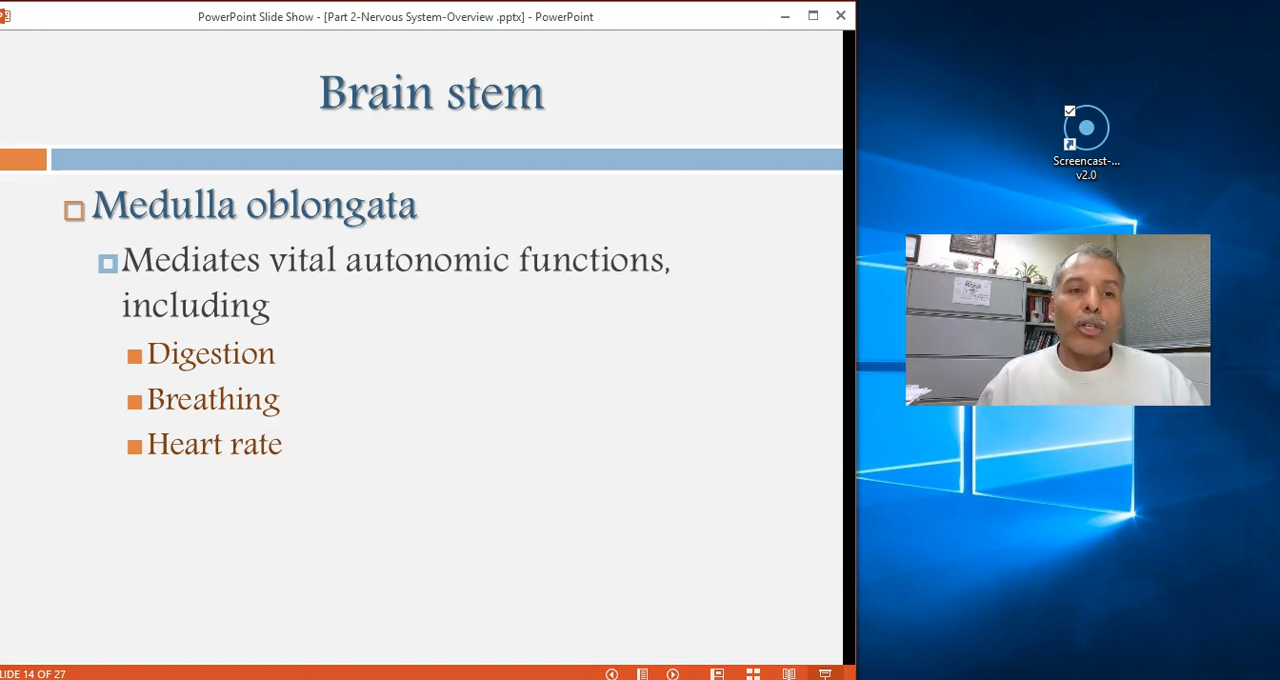 PowerPoint Slide Show - [Part 2-Nervous System-Overview .pptx] - PowerPoint
Brain stem
Medulla oblongata
Mediates vital autonomic functions,
including
Digestion
Breathing
Heart rate
LIDE 14 OF 27
Screencast-...
v2.0